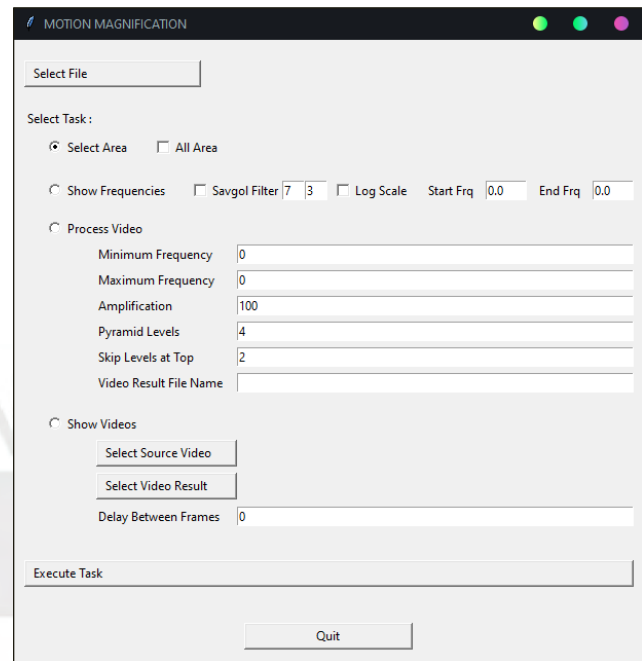 MOTION MAGNIFICATION
Select File
Select Task :
Select Area All Area
Show Frequencies Savgol Filter 7 3 Log Scale Start Frq 0.0 End Frq 0.0
Process Video
Minimum Frequency 0
Maximum Frequency 0
Amplification 100
Pyramid Levels 4
Skip Levels at Top 2
Video Result File Name
Show Videos
Select Source Video
Select Video Result
Delay Between Frames 0
Execute Task
Quit